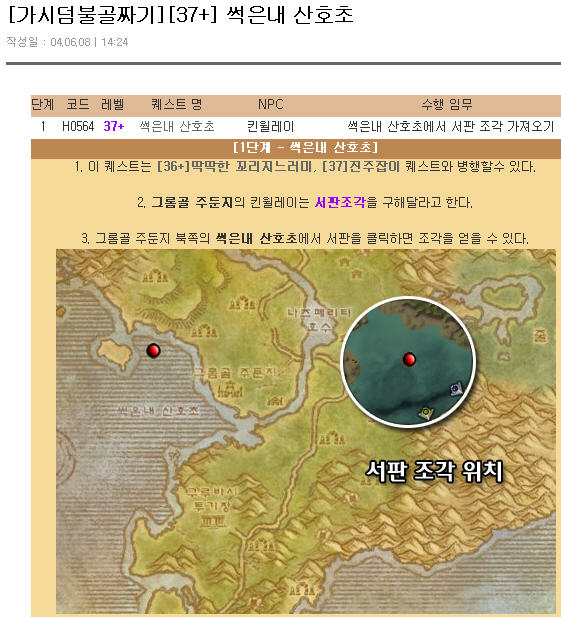 [가시덤불골짜기][37+] 썩은내 산호초
작성일 : 04.06.08 | 14:24
단계 코드 레벨 퀘스트 명 NPC 수행 임무
1 H0564 37+ 썩은내 산호초 킨윌레이 썩은내 산호초에서 서판 조각 가져오기
[1단계 - 썩은내 산호초]
1. 이 퀘스트는 [36+]딱딱한 꼬리지느러미, [37]진주잡이 퀘스트와 병행할수 있다.
2. 그롬골 주둔지의 킨윌레이는 서판조각을 구해달라고 한다.
3. 그롬골 주둔지 북쪽의 썩은내 산호초에서 서판을 클릭하면 조각을 얻을 수 있다.
나즈페리티
호수
줄
그롬골 주둔지
썩은내 산호초
서판 조각 위치
구루바시
투기장